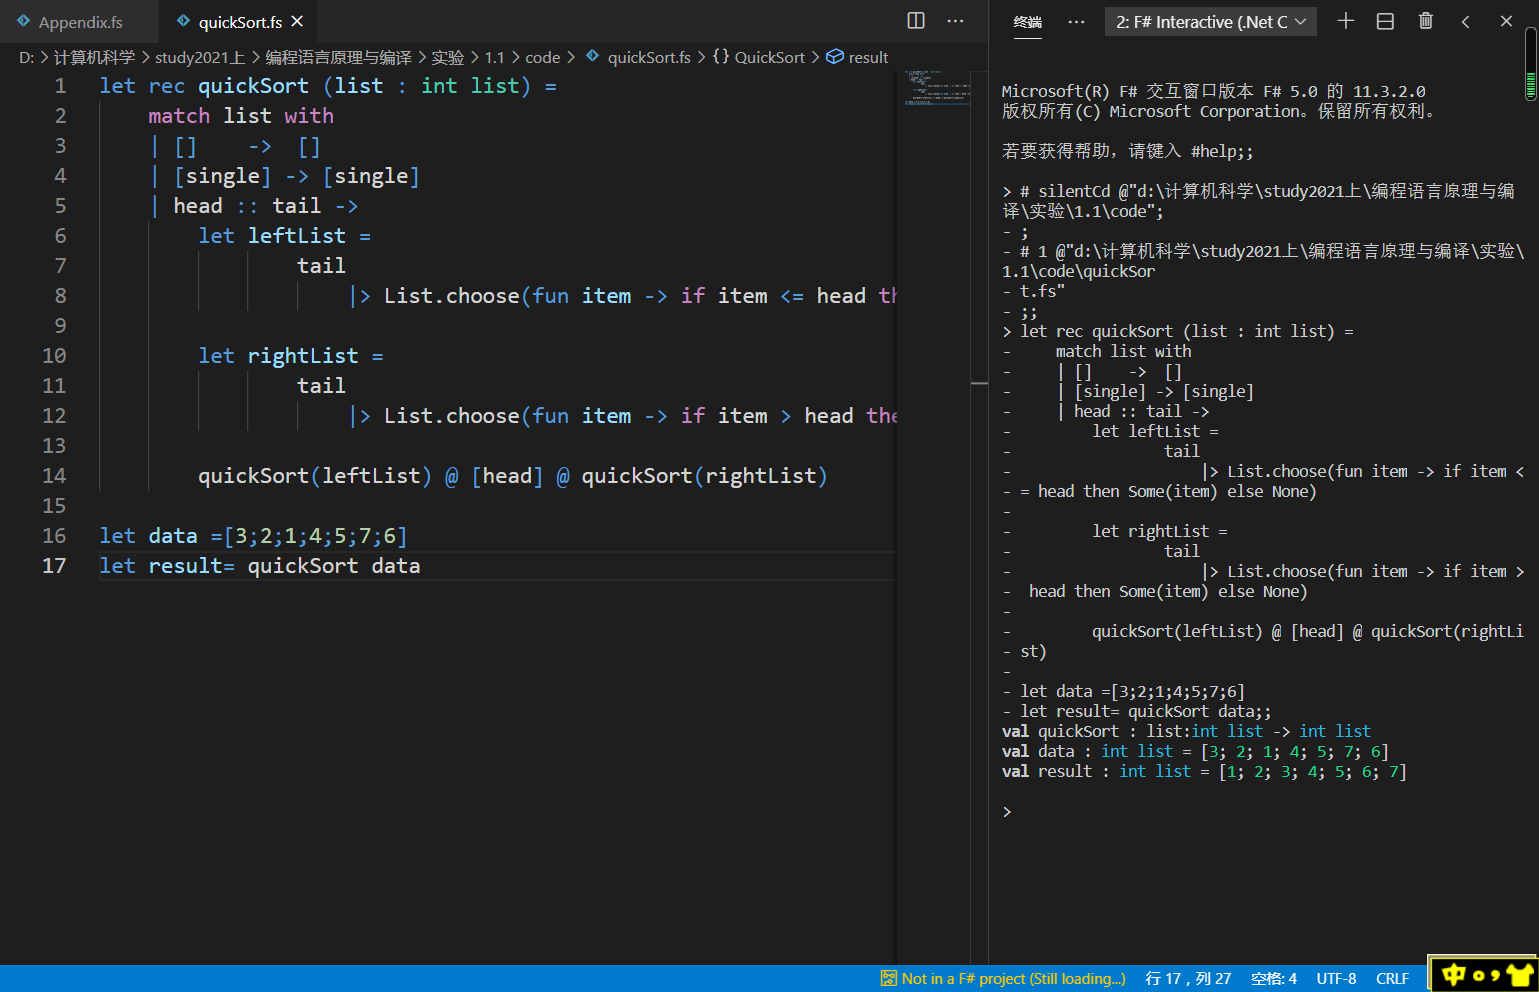 Appendix.fs
quickSort.fs
D: > 计算机科学 > study2021上 > 编程语言原理与编译 > 实验 > 1.1 > code > quickSort.fs > {} QuickSort > result
1 let rec quickSort (list : int list) =
2 match list with
3 | [] -> []
4 | [single] -> [single]
5 | head :: tail ->
6 let leftList =
7 tail
8 |> List.choose(fun item -> if item <= head th
9
10 let rightList =
11 tail
12 |> List.choose(fun item -> if item > head the
13
14 quickSort(leftList) @ [head] @ quickSort(rightList)
15
16 let data =[3;2;1;4;5;7;6]
17 let result= quickSort data
终端 ··· 2: F# Interactive (.Net C
Microsoft(R) F# 交互窗口版本 F# 5.0 的 11.3.2.0
版权所有(C) Microsoft Corporation。保留所有权利。
若要获得帮助，请键入 #help;;
> # silentCd @"d:\计算机科学\study2021上\编程语言原理与编
译\实验\1.1\code";
- ;
- # 1 @"d:\计算机科学\study2021上\编程语言原理与编译\实验\
1.1\code\quickSor
- t.fs"
- ;;
> let rec quickSort (list : int list) =
- match list with
- | [] -> []
- | [single] -> [single]
- | head :: tail ->
- let leftList =
- tail
- |> List.choose(fun item -> if item <
- = head then Some(item) else None)
-
- let rightList =
- tail
- |> List.choose(fun item -> if item >
- head then Some(item) else None)
-
- quickSort(leftList) @ [head] @ quickSort(rightLi
- st)
-
- let data =[3;2;1;4;5;7;6]
- let result= quickSort data;;
val quickSort : list:int list -> int list
val data : int list = [3; 2; 1; 4; 5; 7; 6]
val result : int list = [1; 2; 3; 4; 5; 6; 7]
>
Not in a F# project (Still loading...) 行 17，列 27 空格: 4 UTF-8 CRLF
中